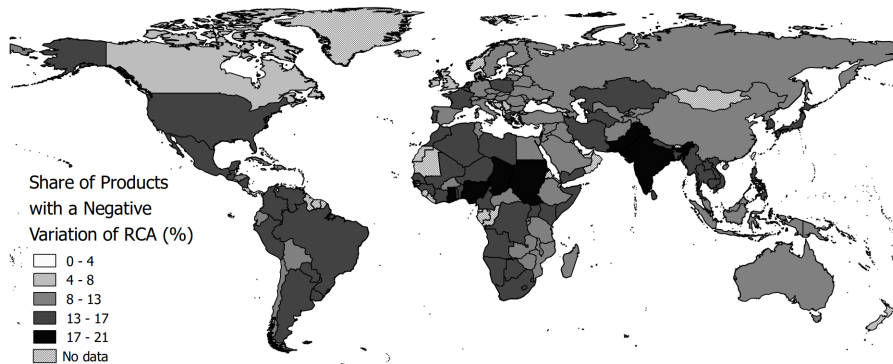 Share of Products
with a Negative
Variation of RCA (%)
0 - 4
4 - 8
8 - 13
13 - 17
17 - 21
No data